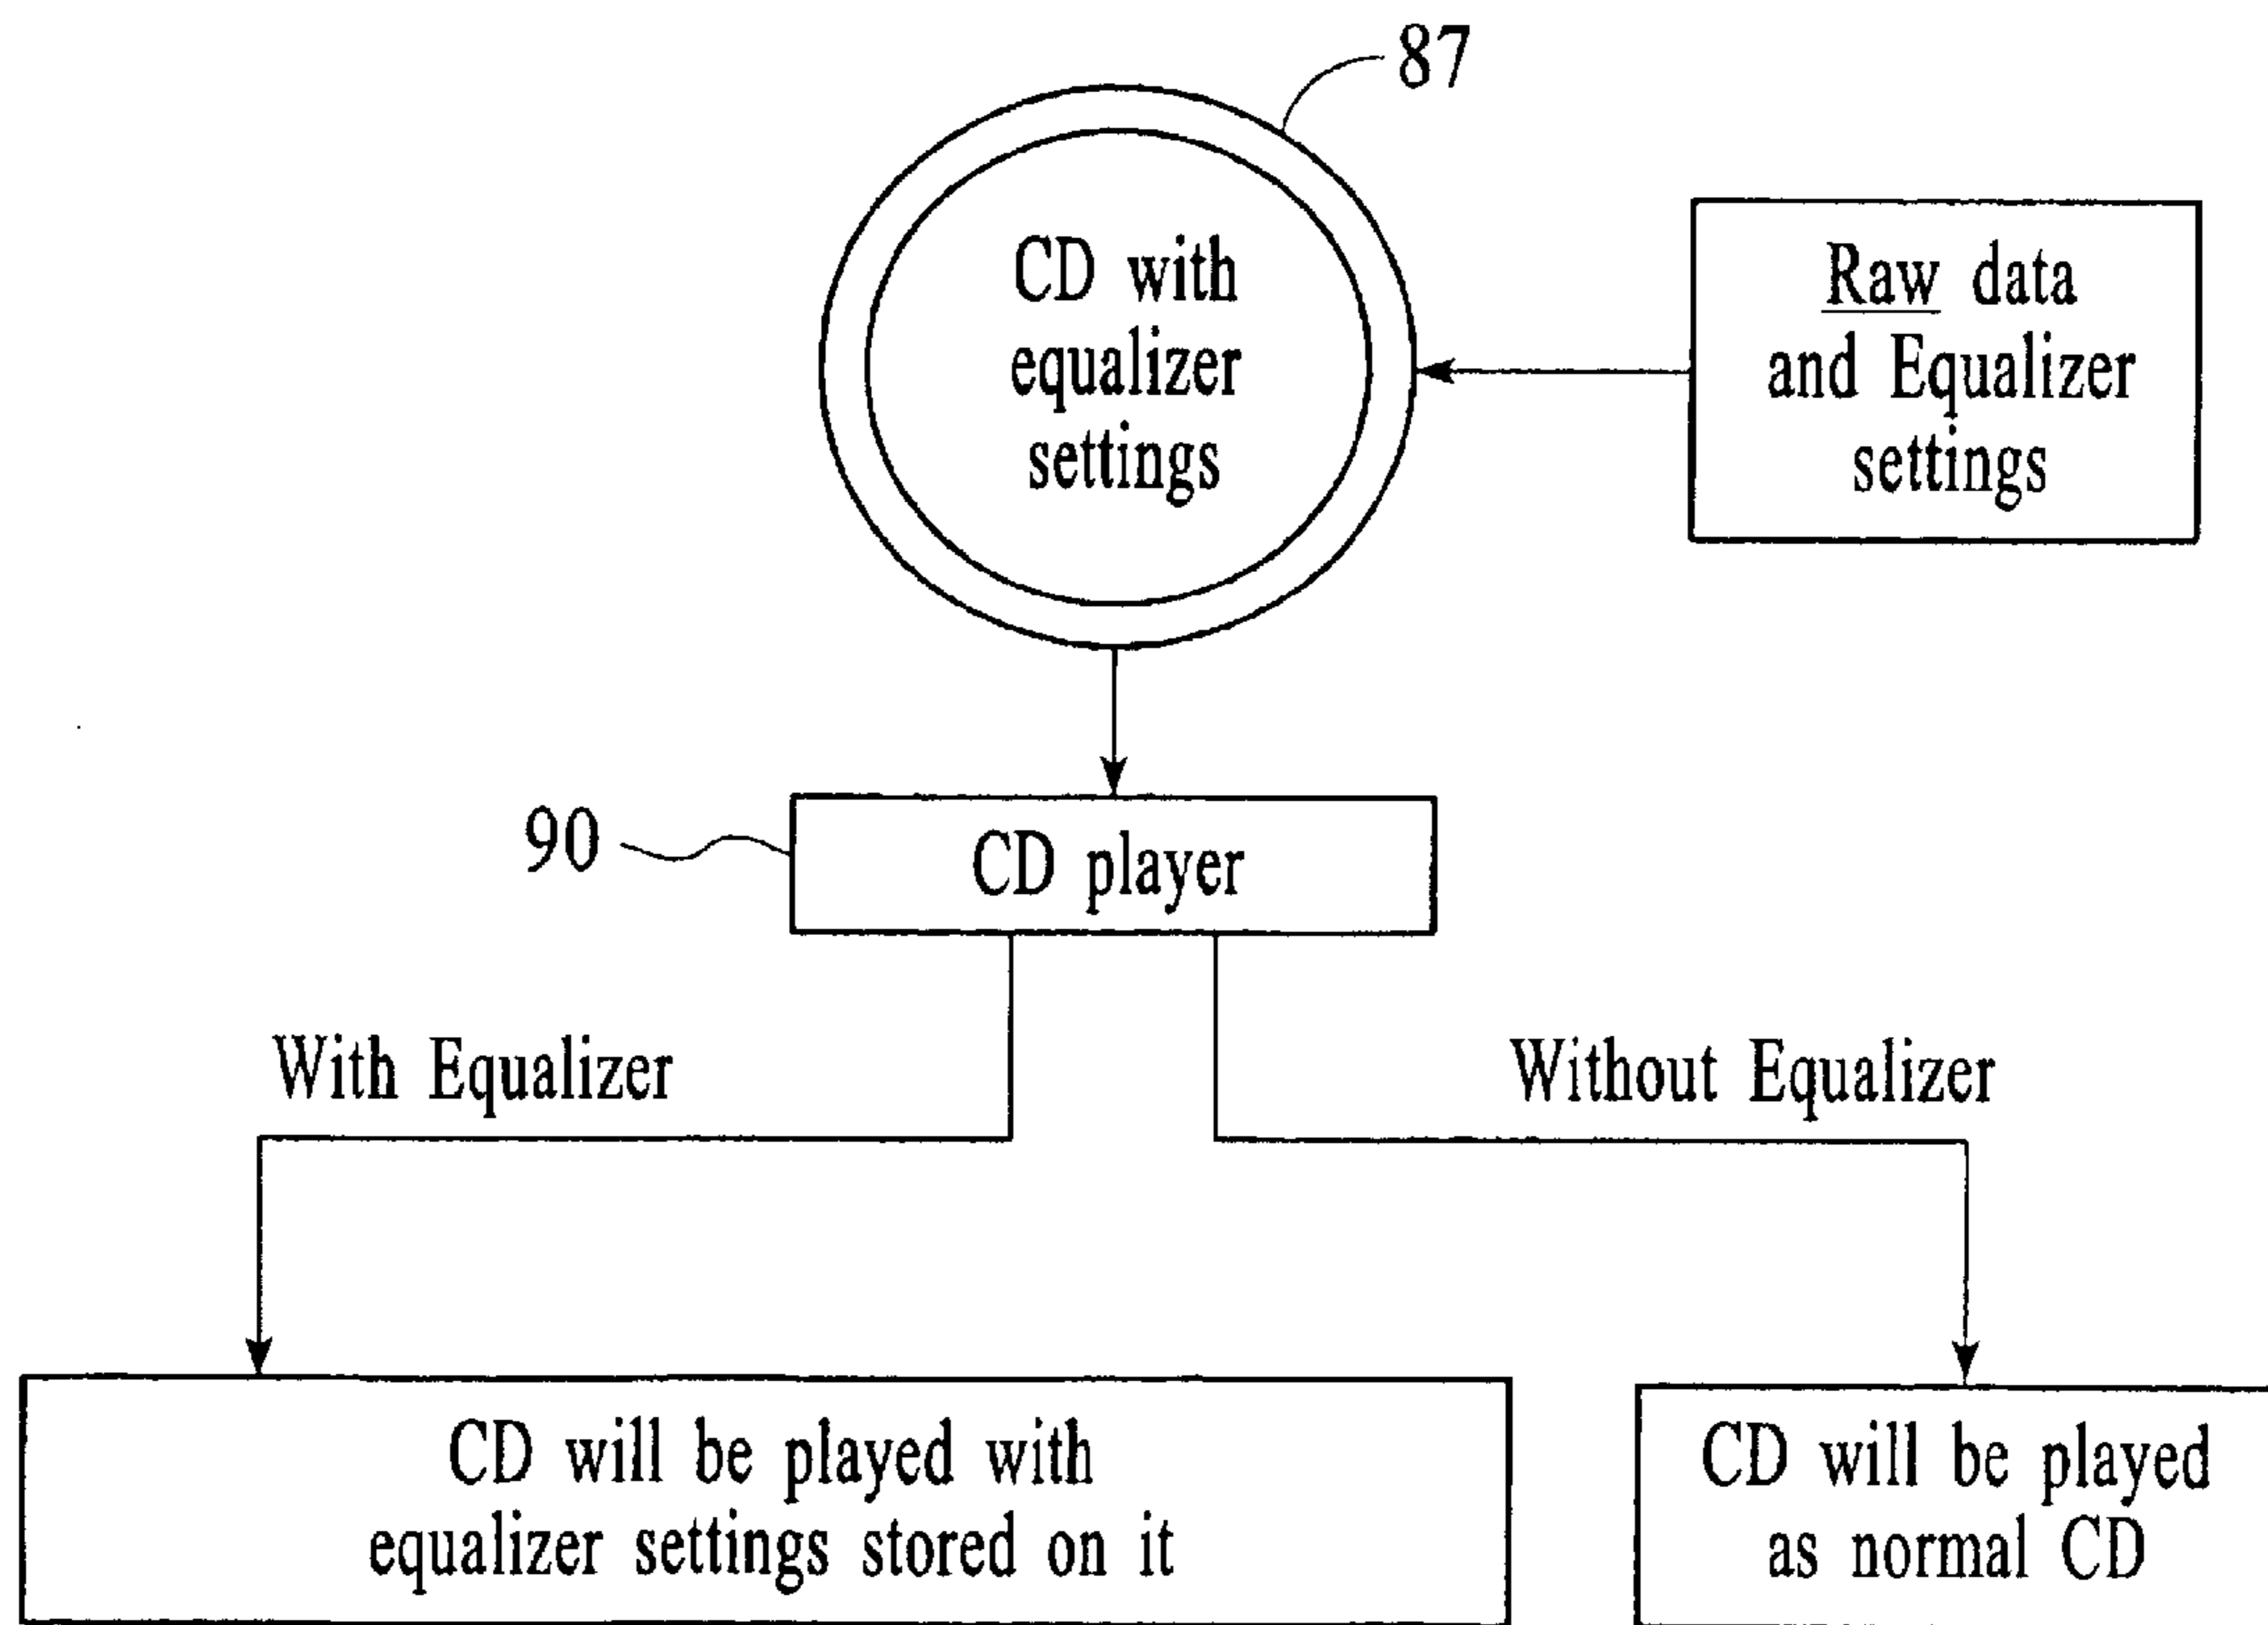 87
CD with
equalizer
settings
Raw data
and Equalizer
settings
90
CD player
With Equalizer
Without Equalizer
CD will be played with
equalizer settings stored on it
CD will be played
as normal CD